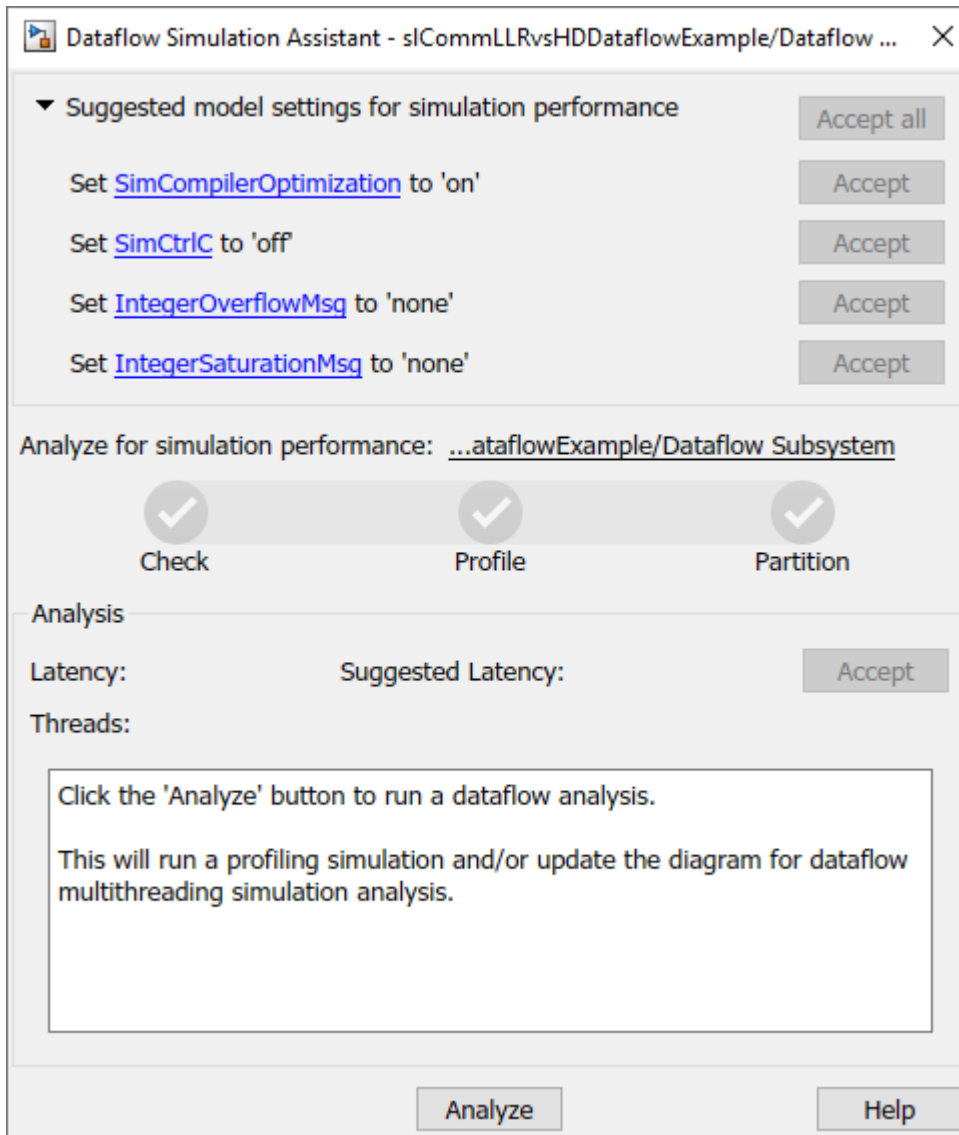 Dataflow Simulation Assistant - slCommLLRvsHDDataflowExample/Dataflow ...
Suggested model settings for simulation performance
Accept all
Set SimCompilerOptimization to 'on'
Accept
Set SimCtrlC to 'off'
Accept
Set IntegerOverflowMsg to 'none'
Accept
Set IntegerSaturationMsg to 'none'
Accept
Analyze for simulation performance: ...ataflowExample/Dataflow Subsystem
Check
Profile
Partition
Analysis
Latency:
Suggested Latency:
Accept
Threads:
Click the 'Analyze' button to run a dataflow analysis.
This will run a profiling simulation and/or update the diagram for dataflow
multithreading simulation analysis.
Analyze
Help